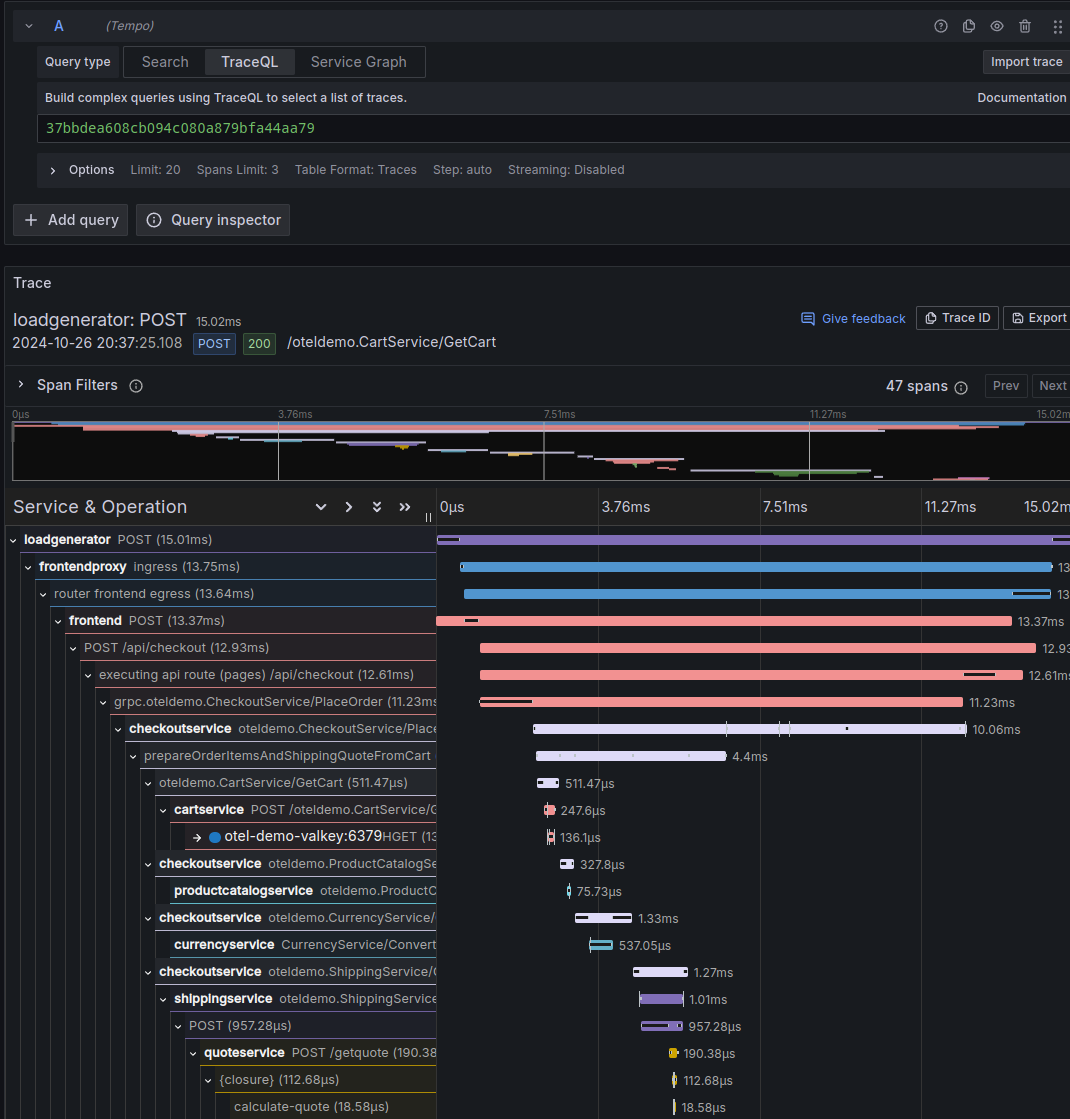 A (Tempo)
Query type Search TraceQL Service Graph Import trace
Build complex queries using TraceQL to select a list of traces. Documentation
37bbdea608cb094c080a879bfa44aa79
Options Limit: 20 Spans Limit: 3 Table Format: Traces Step: auto Streaming: Disabled
+ Add query Query inspector
Trace
loadgenerator: POST 15.02ms Give feedback Trace ID Export
2024-10-26 20:37:25.108 POST 200 /oteldemo.CartService/GetCart
Span Filters 47 spans Prev Next
0μs 3.76ms 7.51ms 11.27ms 15.02m
Service & Operation 0μs 3.76ms 7.51ms 11.27ms 15.02m
loadgenerator POST (15.01ms)
frontendproxy ingress (13.75ms) 13
router frontend egress (13.64ms) 13
frontend POST (13.37ms) 13.37ms
POST /api/checkout (12.93ms) 12.93
executing api route (pages) /api/checkout (12.61ms) 12.61m
grpc.oteldemo.CheckoutService/PlaceOrder (11.23ms 11.23ms
checkoutservice oteldemo.CheckoutService/Place 10.06ms
prepareOrderItemsAndShippingQuoteFromCart 4.4ms
oteldemo.CartService/GetCart (511.47μs) 511.47μs
cartservice POST /oteldemo.CartService/G 247.6μs
otel-demo-valkey:6379 HGET (13 136.1μs
checkoutservice oteldemo.ProductCatalogSe 327.8μs
productcatalogservice oteldemo.ProductC 75.73μs
checkoutservice oteldemo.CurrencyService/ 1.33ms
currencyservice CurrencyService/Convert 537.05μs
checkoutservice oteldemo.ShippingService/G 1.27ms
shippingservice oteldemo.ShippingService 1.01ms
POST (957.28μs) 957.28μs
quoteservice POST /getquote (190.38 190.38μs
{closure} (112.68μs) 112.68μs
calculate-quote (18.58μs) 18.58μs